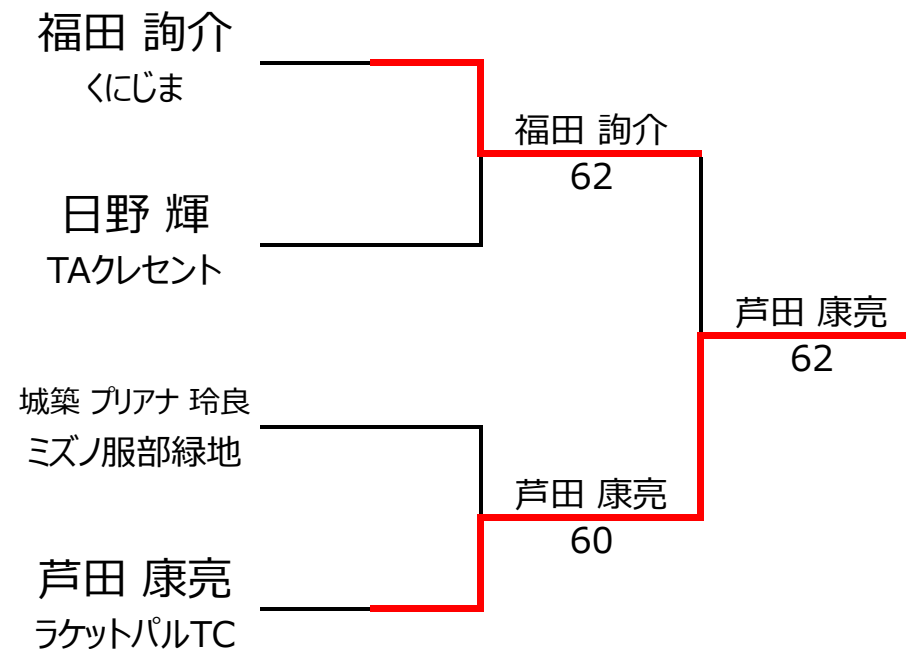 福田 詢介
くにじま
福田 詢介
62
日野 輝
TAクレセント
芦田 康亮
62
城築 プリアナ 玲良
ミズノ服部緑地
芦田 康亮
60
芦田 康亮
ラケットパルTC